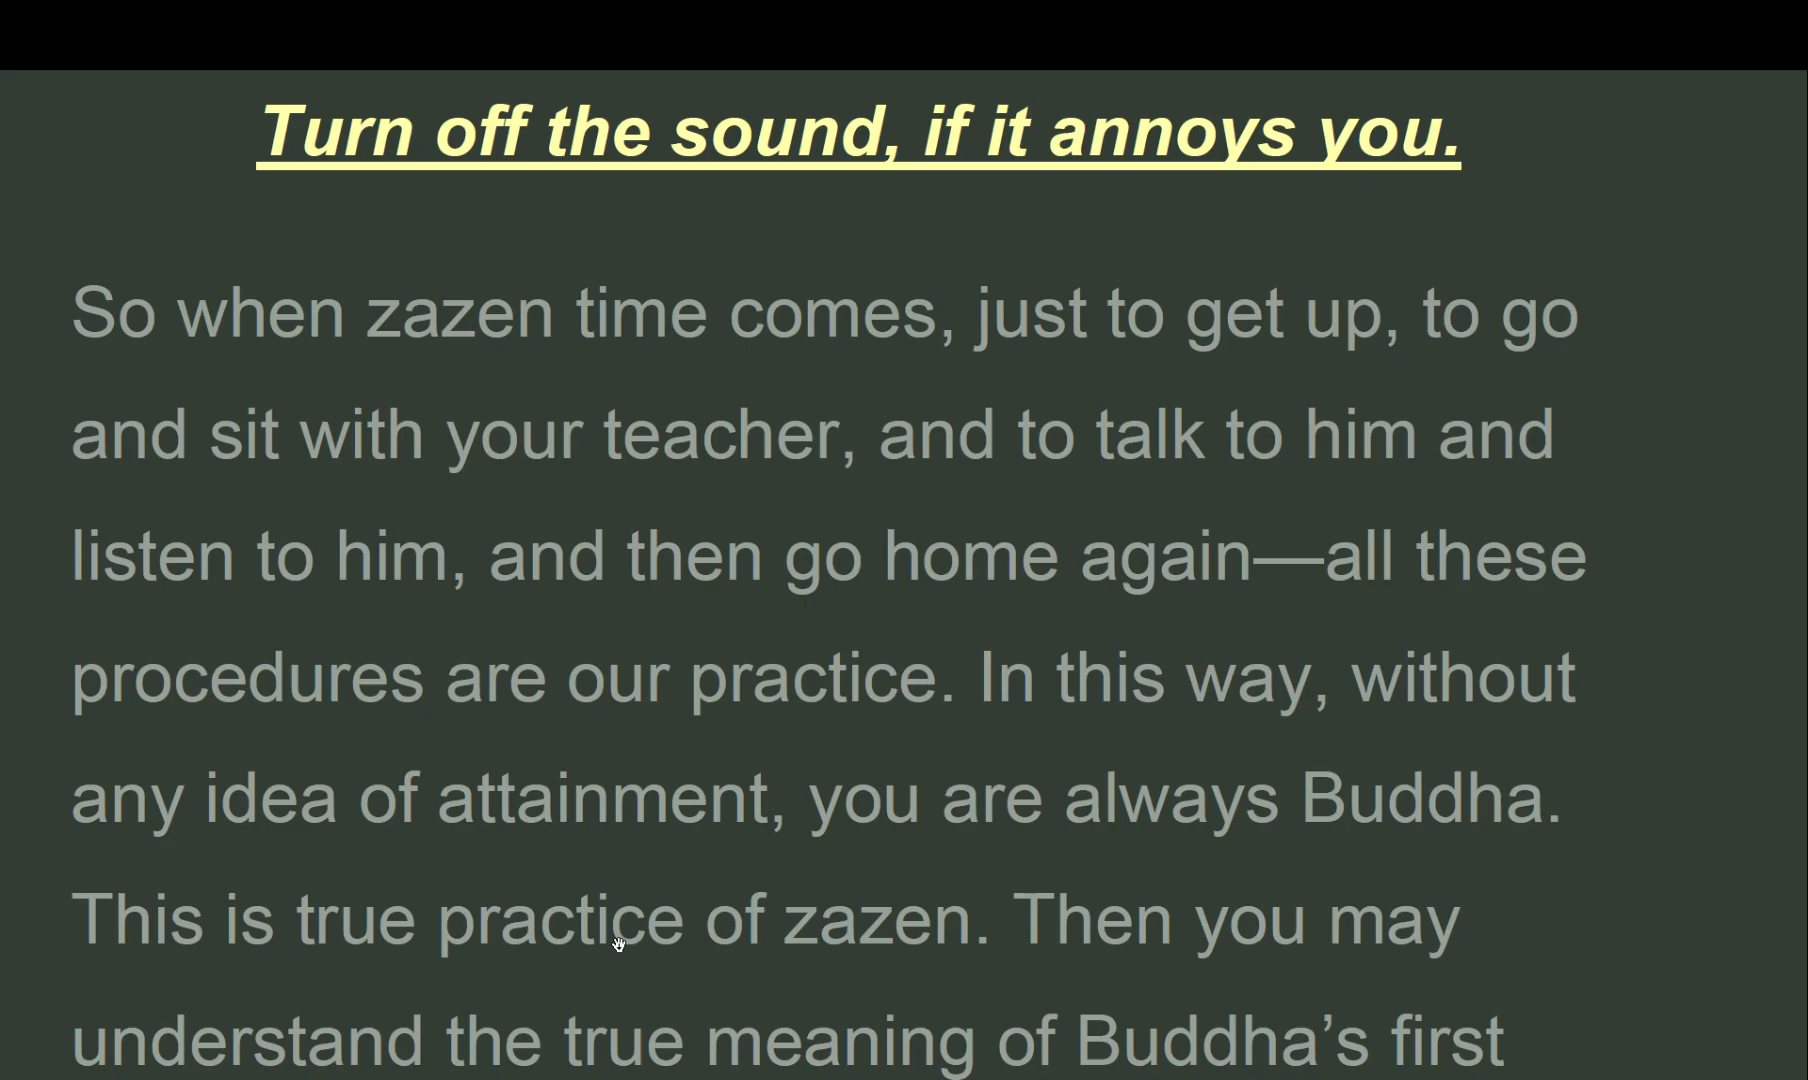 Turn off the sound, if it annoys you.
So when zazen time comes, just to get up, to go
and sit with your teacher, and to talk to him and
listen to him, and then go home again—all these
procedures are our practice. In this way, without
any idea of attainment, you are always Buddha.
This is true practice of zazen. Then you may
understand the true meaning of Buddha’s first